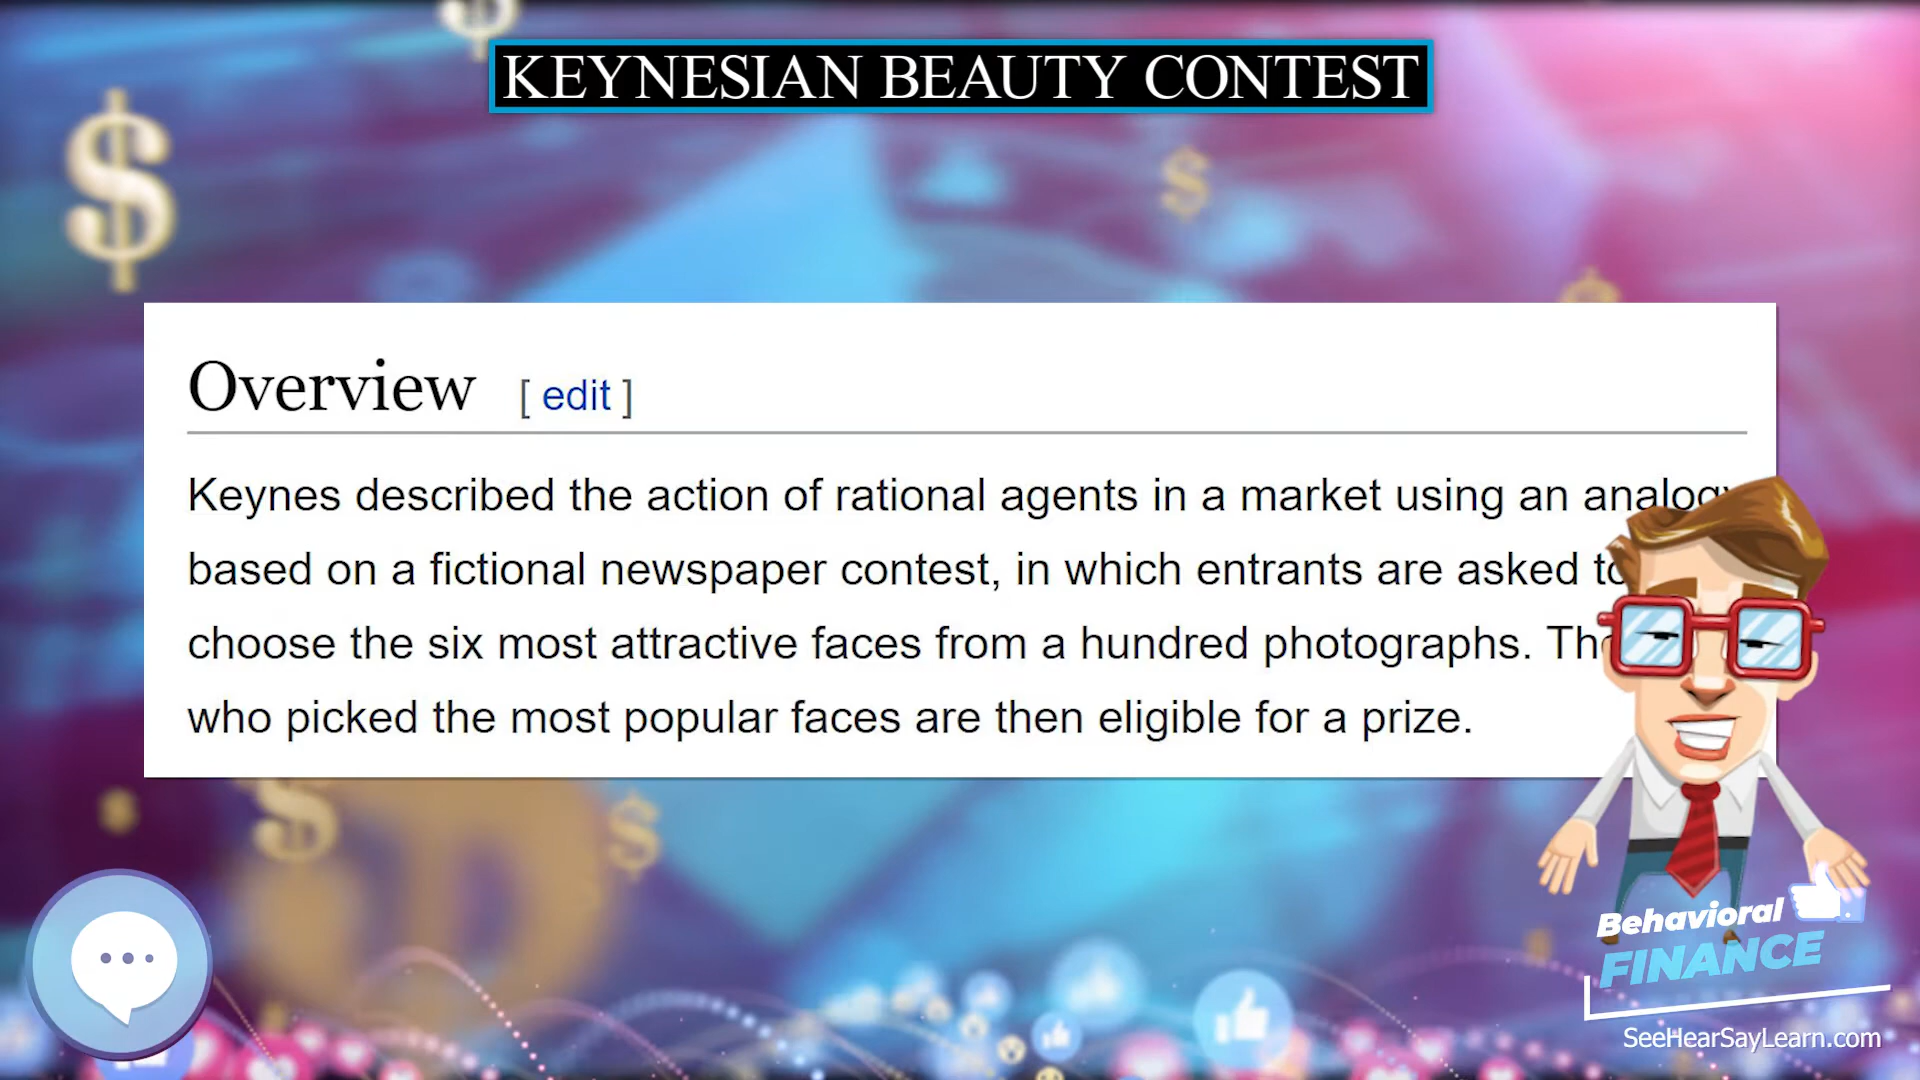 KEYNESIAN BEAUTY CONTEST
Overview [ edit ]
Keynes described the action of rational agents in a market using an analogy
based on a fictional newspaper contest, in which entrants are asked to
choose the six most attractive faces from a hundred photographs.
who picked the most popular faces are then eligible for a prize.
Behavioral
FINANCE
SeeHearSayLearn.com